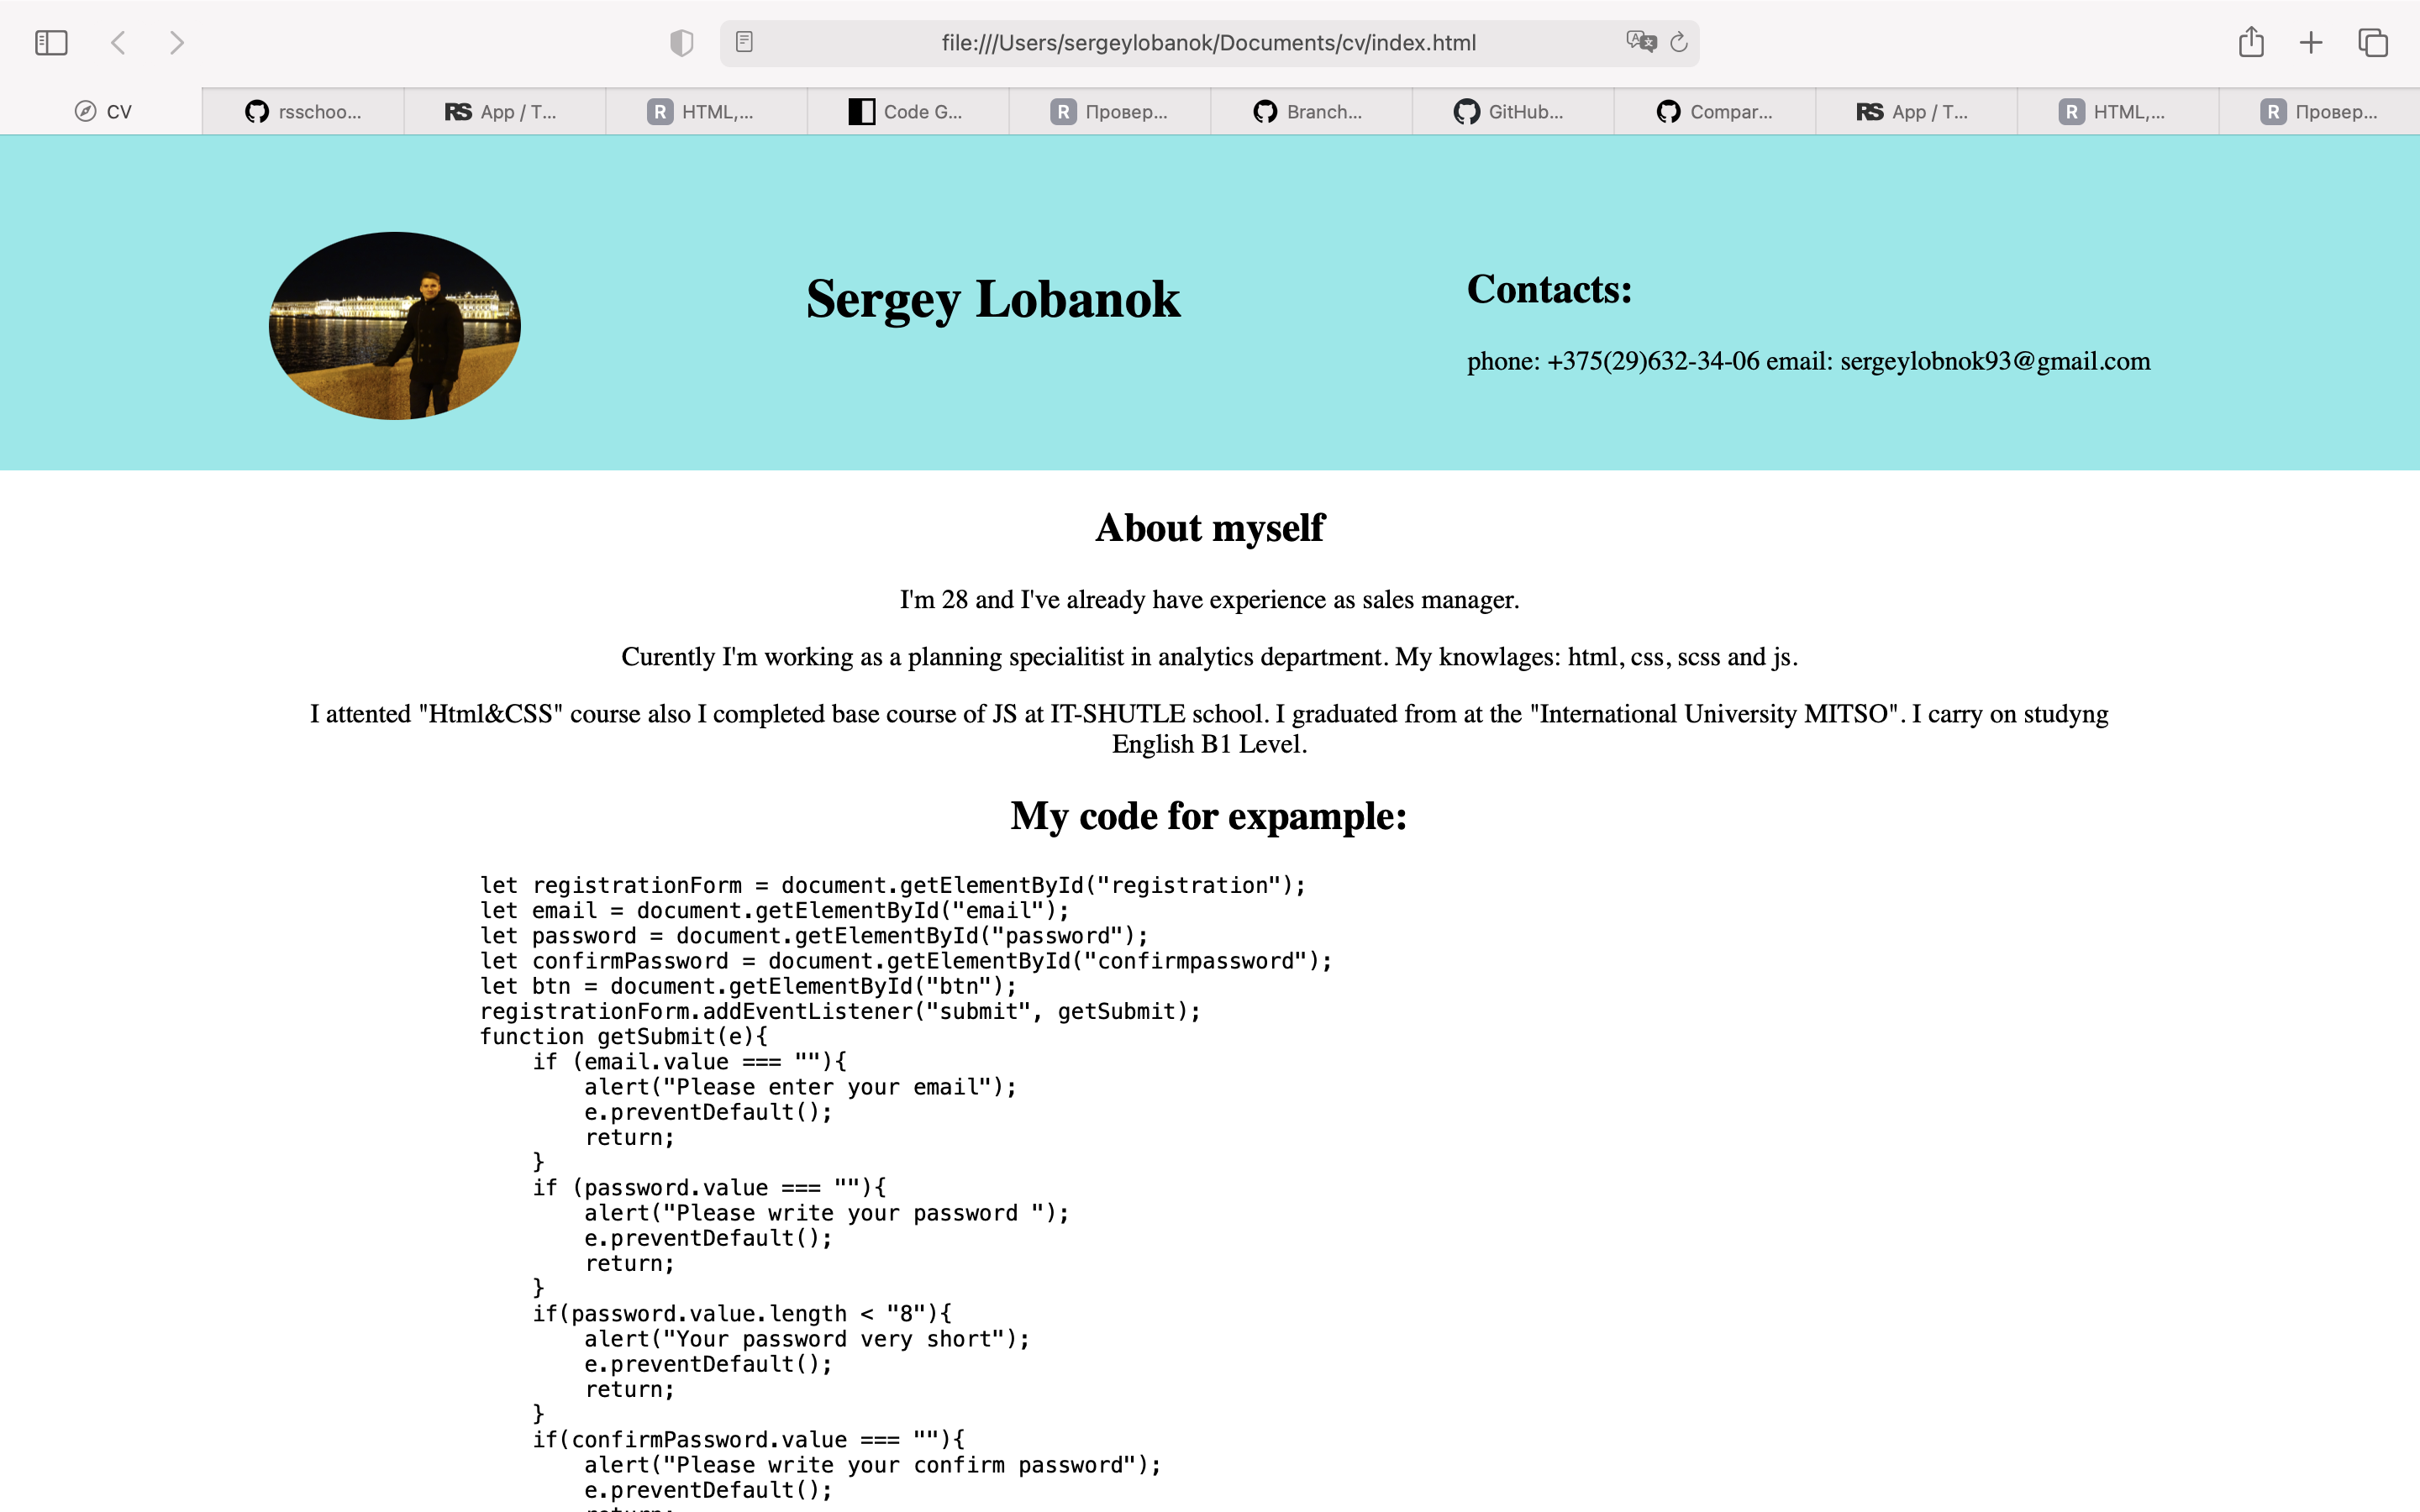 file:///Users/sergeylobanok/Documents/cv/index.html
CV
rsschoo...
RS App / T...
R HTML,...
Code G...
R Провер...
Branch...
GitHub...
Compar...
RS App / T...
R HTML,...
R Провер...
Sergey Lobanok
Contacts:
phone: +375(29)632-34-06 email: sergeylobnok93@gmail.com
About myself
I'm 28 and I've already have experience as sales manager.
Curently I'm working as a planning specialitist in analytics department. My knowlages: html, css, scss and js.
I attented "Html&CSS" course also I completed base course of JS at IT-SHUTLE school. I graduated from at the "International University MITSO". I carry on studyng
English B1 Level.
My code for expample:
let registrationForm = document.getElementById("registration");
let email = document.getElementById("email");
let password = document.getElementById("password");
let confirmPassword = document.getElementById("confirmpassword");
let btn = document.getElementById("btn");
registrationForm.addEventListener("submit", getSubmit);
function getSubmit(e){
    if (email.value === ""){
        alert("Please enter your email");
        e.preventDefault();
        return;
    }
    if (password.value === ""){
        alert("Please write your password ");
        e.preventDefault();
        return;
    }
    if(password.value.length < "8"){
        alert("Your password very short");
        e.preventDefault();
        return;
    }
    if(confirmPassword.value === ""){
        alert("Please write your confirm password");
        e.preventDefault();